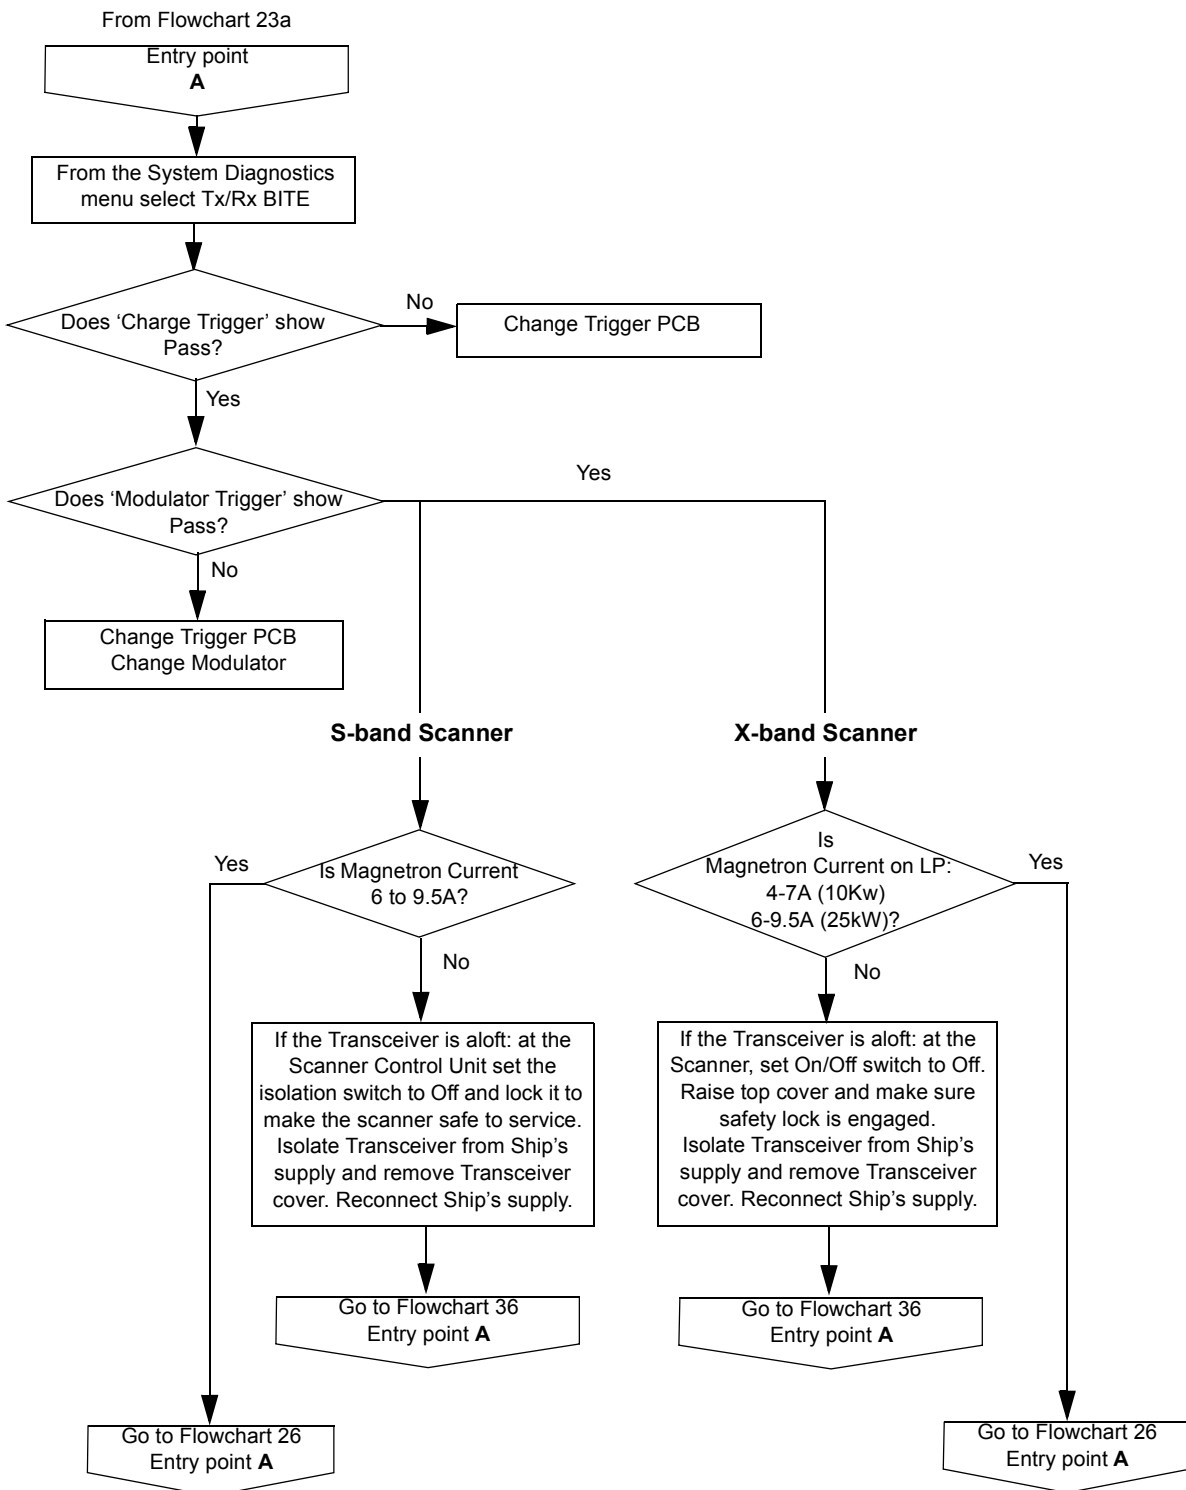 From Flowchart 23a
Entry point
A
From the System Diagnostics
menu select Tx/Rx BITE
Does ‘Charge Trigger’ show
Pass?
No
Change Trigger PCB
Yes
Does ‘Modulator Trigger’ show
Pass?
Yes
No
Change Trigger PCB
Change Modulator
S-band Scanner
X-band Scanner
Yes
Is Magnetron Current
6 to 9.5A?
No
Is
Magnetron Current on LP:
4-7A (10Kw)
6-9.5A (25kW)?
Yes
No
If the Transceiver is aloft: at the
Scanner Control Unit set the
isolation switch to Off and lock it to
make the scanner safe to service.
Isolate Transceiver from Ship’s
supply and remove Transceiver
cover. Reconnect Ship’s supply.
If the Transceiver is aloft: at the
Scanner, set On/Off switch to Off.
Raise top cover and make sure
safety lock is engaged.
Isolate Transceiver from Ship’s
supply and remove Transceiver
cover. Reconnect Ship’s supply.
Go to Flowchart 36
Entry point A
Go to Flowchart 36
Entry point A
Go to Flowchart 26
Entry point A
Go to Flowchart 26
Entry point A